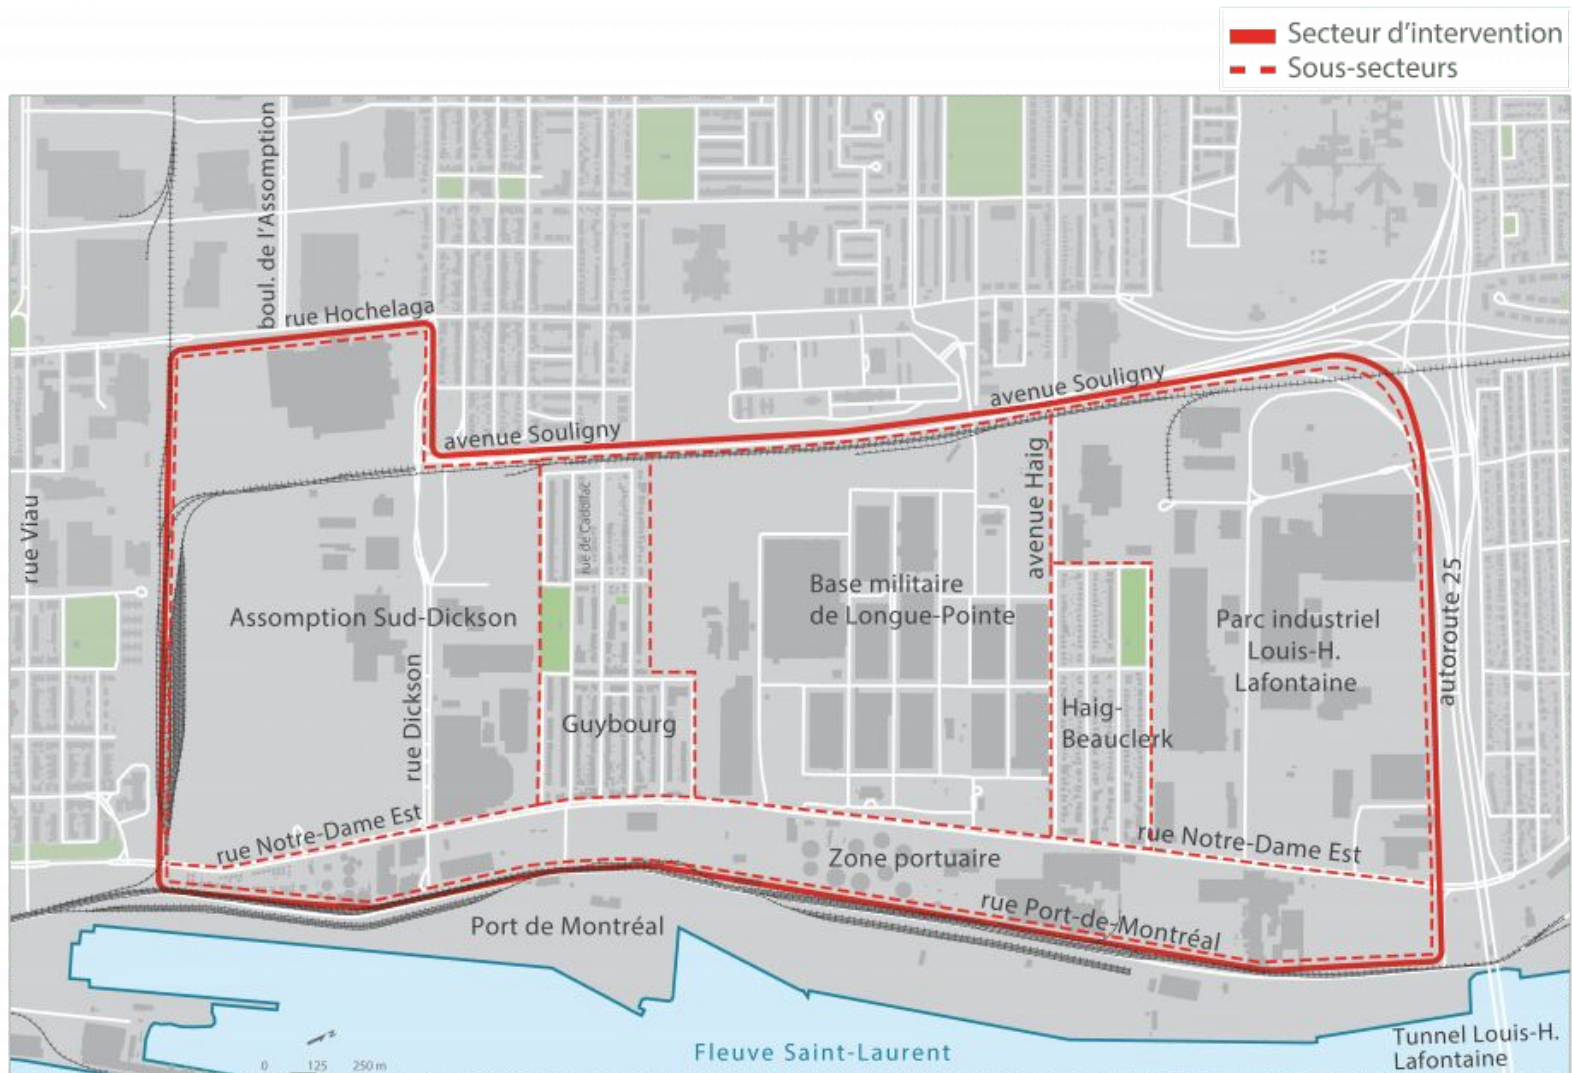 Secteur d'intervention
Sous-secteurs
boul. de l'Assomption
rue Hochelaga
avenue Souligny
avenue Souligny
rue Viau
rue de Cadillac
avenue Haig
Assomption Sud-Dickson
Base militaire
de Longue-Pointe
Parc industriel
Louis-H.
Lafontaine
autoroute 25
rue Dickson
Guybourg
Haig-
Beauclerk
rue Notre-Dame Est
rue Notre-Dame Est
Zone portuaire
rue Port-de-Montréal
Port de Montréal
Fleuve Saint-Laurent
Tunnel Louis-H.
Lafontaine
N
0 125 250 m